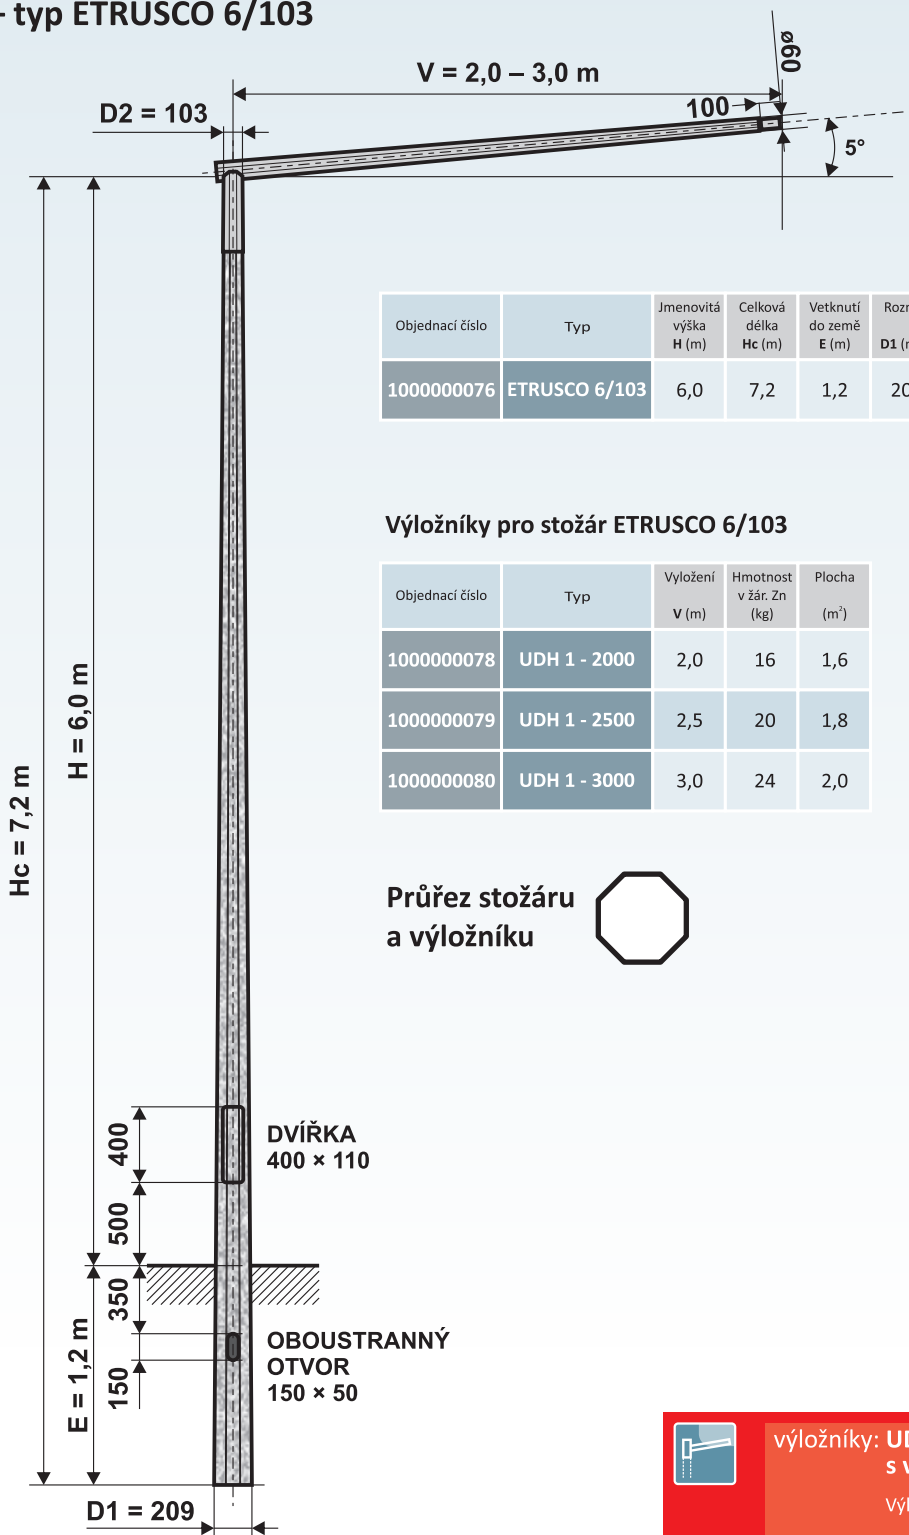 - typ ETRUSCO 6/103
V = 2,0 – 3,0 m
ø60
D2 = 103
100
5°
Objednací číslo Typ Jmenovitá výška H (m) Celková délka Hc (m) Vetknutí do země E (m) D1
1000000076 ETRUSCO 6/103 6,0 7,2 1,2
Výložníky pro stožár ETRUSCO 6/103
Objednací číslo Typ Vyložení V (m) Hmotnost v žár. Zn (kg) Plocha (m²)
1000000078 UDH 1 - 2000 2,0 16 1,6
1000000079 UDH 1 - 2500 2,5 20 1,8
1000000080 UDH 1 - 3000 3,0 24 2,0
H = 6,0 m
Hc = 7,2 m
Průřez stožáru
a výložníku
400
DVÍŘKA
400 × 110
500
350
E = 1,2 m
150
OBOUSTRANNÝ
OTVOR
150 × 50
D1 = 209
výložníky:
s